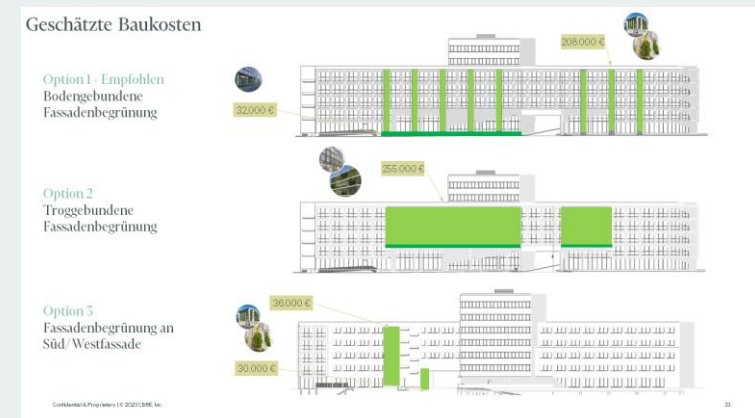 Geschätzte Baukosten
Option 1 - Empfohlen
Bodengebundene
Fassadenbegrünung
32.000 €
208.000 €
Option 2
Troggebundene
Fassadenbegrünung
255.000 €
Option 3
Fassadenbegrünung an
Süd/Westfassade
36.000 €
30.000 €
Confidential & Proprietary | © 2023 CBRE, Inc.
33